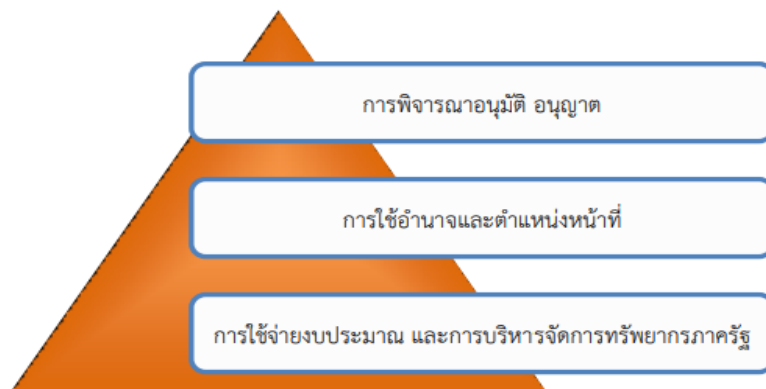 การพิจารณาอนุมัติ อนุญาต
การใช้อำนาจและตำแหน่งหน้าที่
การใช้จ่ายงบประมาณ และการบริหารจัดการทรัพยากรภาครัฐ